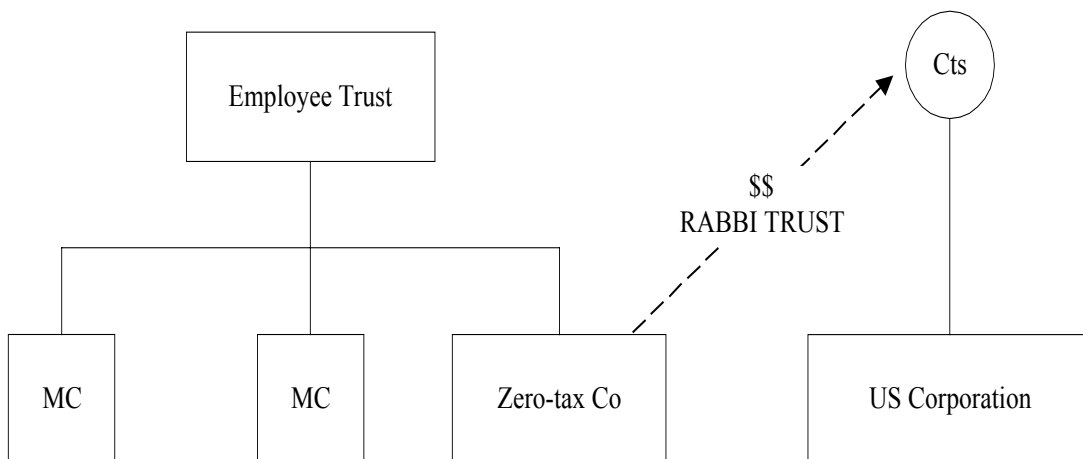 Cts
Employee Trust
$$
RABBI TRUST
MC
MC
Zero-tax Co
US Corporation